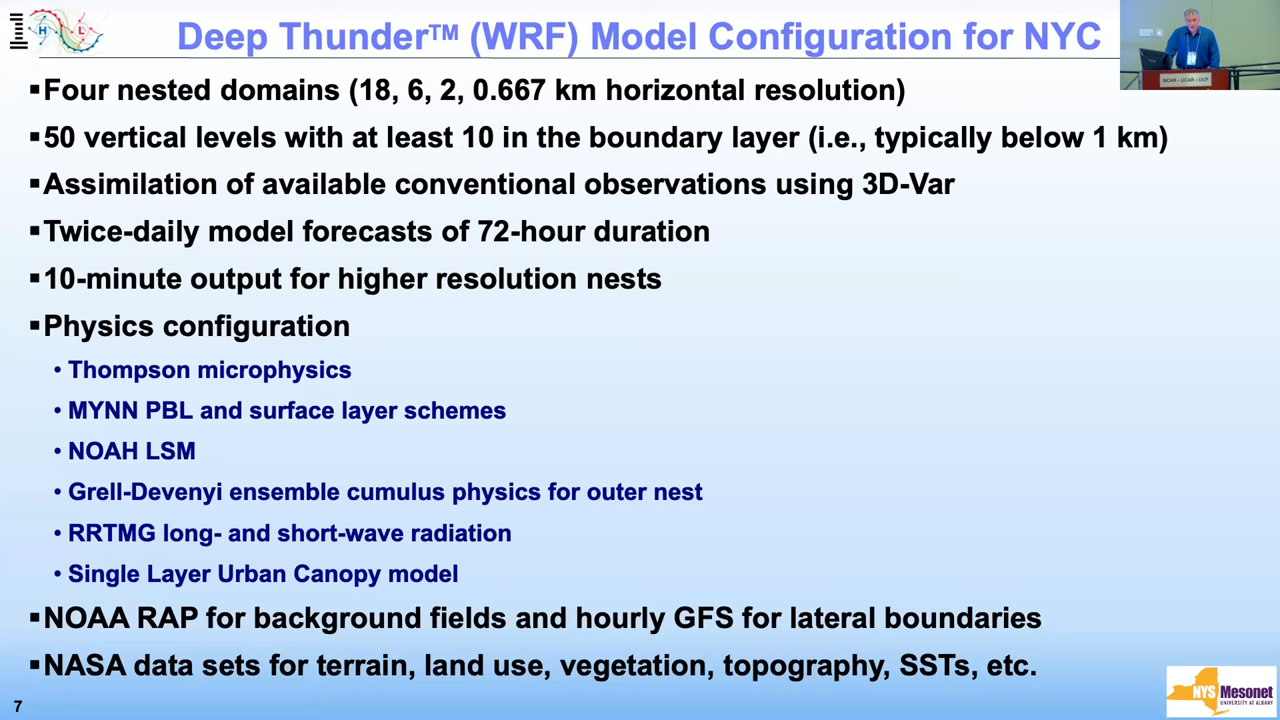 H L
Deep Thunder™ (WRF) Model Configuration for NYC
NCAR • UCAR • UCP
▪Four nested domains (18, 6, 2, 0.667 km horizontal resolution)
▪50 vertical levels with at least 10 in the boundary layer (i.e., typically below 1 km)
▪Assimilation of available conventional observations using 3D-Var
▪Twice-daily model forecasts of 72-hour duration
▪10-minute output for higher resolution nests
▪Physics configuration
• Thompson microphysics
• MYNN PBL and surface layer schemes
• NOAH LSM
• Grell-Devenyi ensemble cumulus physics for outer nest
• RRTMG long- and short-wave radiation
• Single Layer Urban Canopy model
▪NOAA RAP for background fields and hourly GFS for lateral boundaries
▪NASA data sets for terrain, land use, vegetation, topography, SSTs, etc.
NYS Mesonet
UNIVERSITY AT ALBANY
7